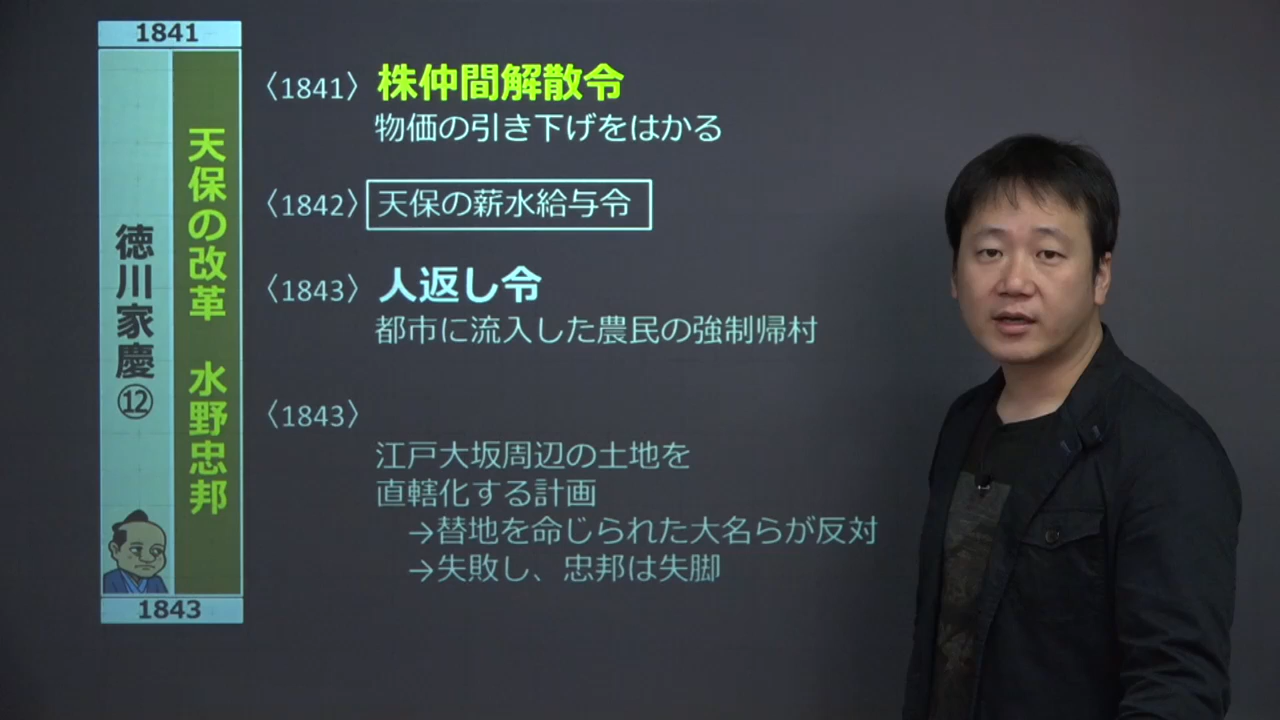 1841
天保の改革 水野忠邦
徳川家慶⑫
1843
〈1841〉 株仲間解散令
物価の引き下げをはかる
〈1842〉 天保の薪水給与令
〈1843〉 人返し令
都市に流入した農民の強制帰村
〈1843〉
江戸大坂周辺の土地を
直轄化する計画
→替地を命じられた大名らが反対
→失敗し、忠邦は失脚